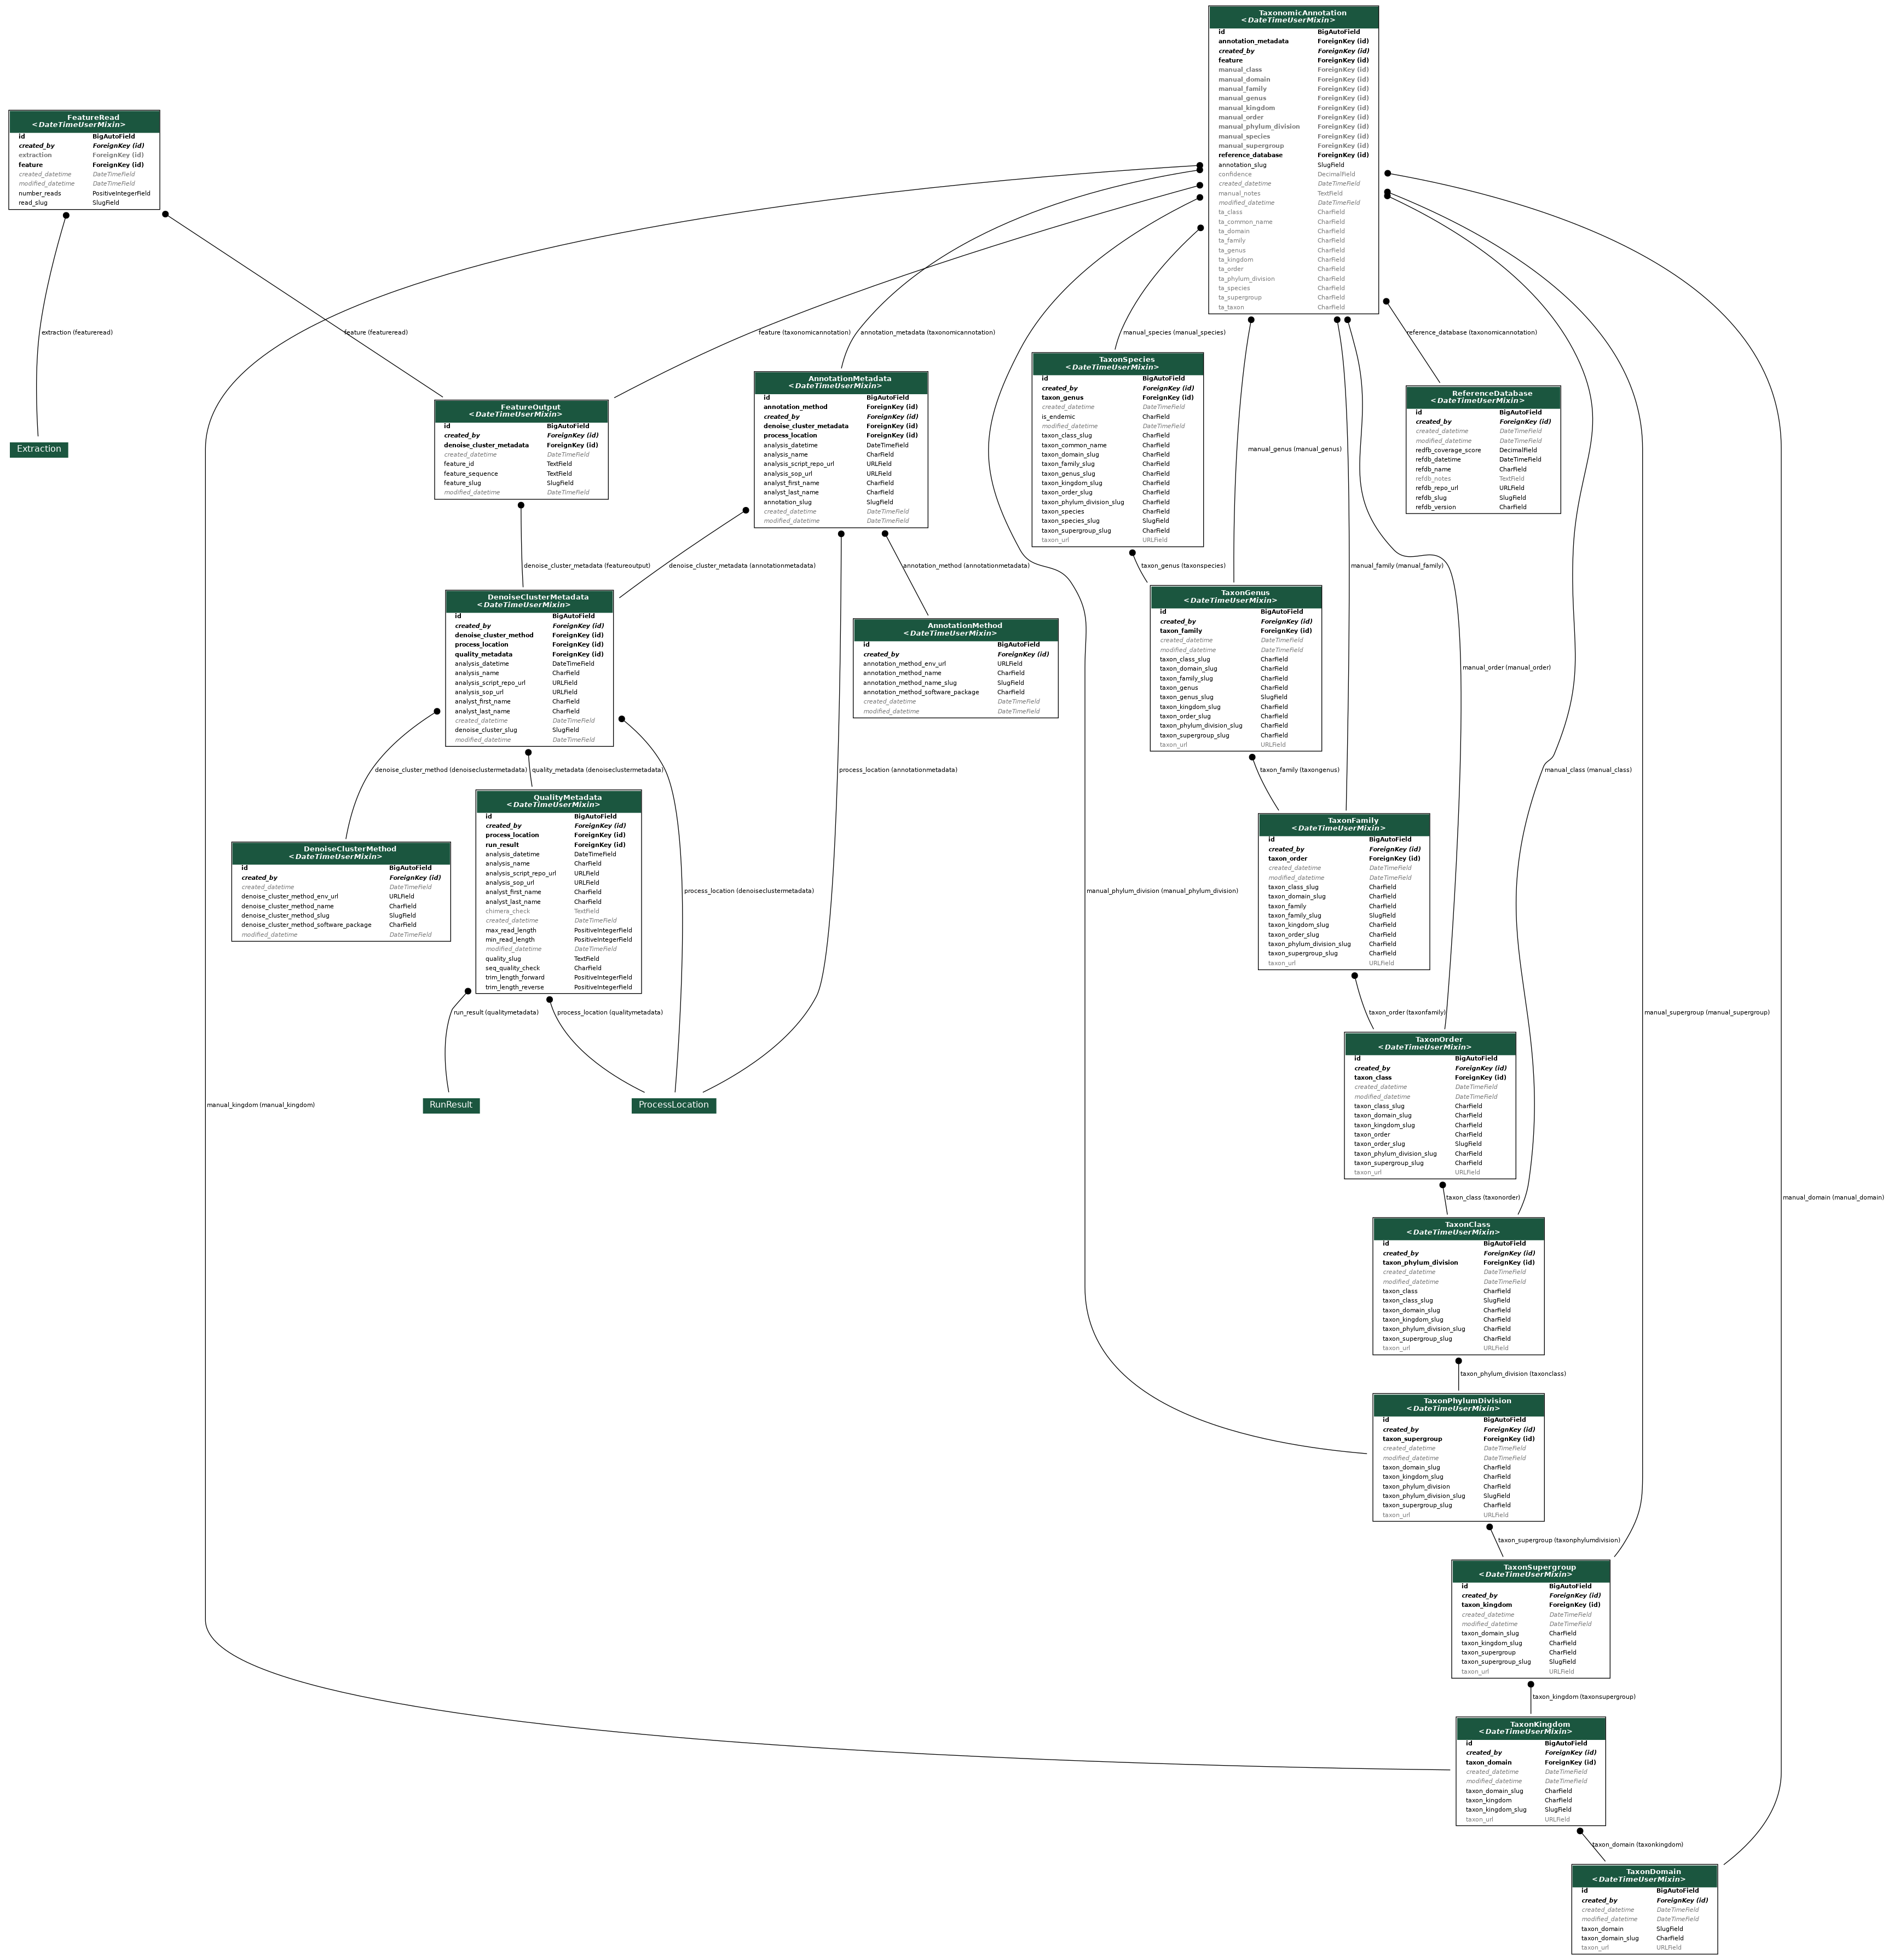 TaxonomicAnnotation
<DateTimeUserMixin>
id BigAutoField
annotation_metadata ForeignKey (id)
created_by ForeignKey (id)
feature ForeignKey (id)
manual_class ForeignKey (id)
manual_domain ForeignKey (id)
manual_family ForeignKey (id)
manual_genus ForeignKey (id)
manual_kingdom ForeignKey (id)
manual_order ForeignKey (id)
manual_phylum_division ForeignKey (id)
manual_species ForeignKey (id)
manual_supergroup ForeignKey (id)
reference_database ForeignKey (id)
annotation_slug SlugField
confidence DecimalField
created_datetime DateTimeField
manual_notes TextField
modified_datetime DateTimeField
ta_class CharField
ta_common_name CharField
ta_domain CharField
ta_family CharField
ta_genus CharField
ta_kingdom CharField
ta_order CharField
ta_phylum_division CharField
ta_species CharField
ta_supergroup CharField
ta_taxon CharField
FeatureRead
<DateTimeUserMixin>
id BigAutoField
created_by ForeignKey (id)
extraction ForeignKey (id)
feature ForeignKey (id)
created_datetime DateTimeField
modified_datetime DateTimeField
number_reads PositiveIntegerField
read_slug SlugField
extraction (featureread)
feature (featureread)
feature (taxonomicannotation)
annotation_metadata (taxonomicannotation)
manual_species (manual_species)
reference_database (taxonomicannotation)
Extraction
FeatureOutput
<DateTimeUserMixin>
id BigAutoField
created_by ForeignKey (id)
denoise_cluster_metadata ForeignKey (id)
created_datetime DateTimeField
feature_id TextField
feature_sequence TextField
feature_slug SlugField
modified_datetime DateTimeField
AnnotationMetadata
<DateTimeUserMixin>
id BigAutoField
annotation_method ForeignKey (id)
created_by ForeignKey (id)
denoise_cluster_metadata ForeignKey (id)
process_location ForeignKey (id)
analysis_datetime DateTimeField
analysis_name CharField
analysis_script_repo_url URLField
analysis_sop_url URLField
analyst_first_name CharField
analyst_last_name CharField
annotation_slug SlugField
created_datetime DateTimeField
modified_datetime DateTimeField
TaxonSpecies
<DateTimeUserMixin>
id BigAutoField
created_by ForeignKey (id)
taxon_genus ForeignKey (id)
created_datetime DateTimeField
is_endemic CharField
modified_datetime DateTimeField
taxon_class_slug CharField
taxon_common_name CharField
taxon_domain_slug CharField
taxon_family_slug CharField
taxon_genus_slug CharField
taxon_kingdom_slug CharField
taxon_order_slug CharField
taxon_phylum_division_slug CharField
taxon_species CharField
taxon_species_slug SlugField
taxon_supergroup_slug CharField
taxon_url URLField
manual_genus (manual_genus)
ReferenceDatabase
<DateTimeUserMixin>
id BigAutoField
created_by ForeignKey (id)
created_datetime DateTimeField
modified_datetime DateTimeField
redfb_coverage_score DecimalField
refdb_datetime DateTimeField
refdb_name CharField
refdb_notes TextField
refdb_repo_url URLField
refdb_slug SlugField
refdb_version CharField
denoise_cluster_metadata (featureoutput)
denoise_cluster_metadata (annotationmetadata)
annotation_method (annotationmetadata)
taxon_genus (taxonspecies)
manual_family (manual_family)
DenoiseClusterMetadata
<DateTimeUserMixin>
id BigAutoField
created_by ForeignKey (id)
denoise_cluster_method ForeignKey (id)
process_location ForeignKey (id)
quality_metadata ForeignKey (id)
analysis_datetime DateTimeField
analysis_name CharField
analysis_script_repo_url URLField
analysis_sop_url URLField
analyst_first_name CharField
analyst_last_name CharField
created_datetime DateTimeField
denoise_cluster_slug SlugField
modified_datetime DateTimeField
AnnotationMethod
<DateTimeUserMixin>
id BigAutoField
created_by ForeignKey (id)
annotation_method_env_url URLField
annotation_method_name CharField
annotation_method_name_slug SlugField
annotation_method_software_package CharField
created_datetime DateTimeField
modified_datetime DateTimeField
TaxonGenus
<DateTimeUserMixin>
id BigAutoField
created_by ForeignKey (id)
taxon_family ForeignKey (id)
created_datetime DateTimeField
modified_datetime DateTimeField
taxon_class_slug CharField
taxon_domain_slug CharField
taxon_family_slug CharField
taxon_genus CharField
taxon_genus_slug SlugField
taxon_kingdom_slug CharField
taxon_order_slug CharField
taxon_phylum_division_slug CharField
taxon_supergroup_slug CharField
taxon_url URLField
manual_order (manual_order)
denoise_cluster_method (denoiseclustermetadata)
quality_metadata (denoiseclustermetadata)
process_location (annotationmetadata)
taxon_family (taxongenus)
manual_class (manual_class)
DenoiseClusterMethod
<DateTimeUserMixin>
id BigAutoField
created_by ForeignKey (id)
created_datetime DateTimeField
denoise_cluster_method_env_url URLField
denoise_cluster_method_name CharField
denoise_cluster_method_slug SlugField
denoise_cluster_method_software_package CharField
modified_datetime DateTimeField
QualityMetadata
<DateTimeUserMixin>
id BigAutoField
created_by ForeignKey (id)
process_location ForeignKey (id)
run_result ForeignKey (id)
analysis_datetime DateTimeField
analysis_name CharField
analysis_script_repo_url URLField
analysis_sop_url URLField
analyst_first_name CharField
analyst_last_name CharField
chimera_check TextField
created_datetime DateTimeField
max_read_length PositiveIntegerField
min_read_length PositiveIntegerField
modified_datetime DateTimeField
quality_slug TextField
seq_quality_check CharField
trim_length_forward PositiveIntegerField
trim_length_reverse PositiveIntegerField
process_location (denoiseclustermetadata)
manual_phylum_division (manual_phylum_division)
TaxonFamily
<DateTimeUserMixin>
id BigAutoField
created_by ForeignKey (id)
taxon_order ForeignKey (id)
created_datetime DateTimeField
modified_datetime DateTimeField
taxon_class_slug CharField
taxon_domain_slug CharField
taxon_family CharField
taxon_family_slug SlugField
taxon_kingdom_slug CharField
taxon_order_slug CharField
taxon_phylum_division_slug CharField
taxon_supergroup_slug CharField
taxon_url URLField
run_result (qualitymetadata)
process_location (qualitymetadata)
taxon_order (taxonfamily)
manual_supergroup (manual_supergroup)
TaxonOrder
<DateTimeUserMixin>
id BigAutoField
created_by ForeignKey (id)
taxon_class ForeignKey (id)
created_datetime DateTimeField
modified_datetime DateTimeField
taxon_class_slug CharField
taxon_domain_slug CharField
taxon_kingdom_slug CharField
taxon_order CharField
taxon_order_slug SlugField
taxon_phylum_division_slug CharField
taxon_supergroup_slug CharField
taxon_url URLField
manual_kingdom (manual_kingdom)
RunResult
ProcessLocation
taxon_class (taxonorder)
manual_domain (manual_domain)
TaxonClass
<DateTimeUserMixin>
id BigAutoField
created_by ForeignKey (id)
taxon_phylum_division ForeignKey (id)
created_datetime DateTimeField
modified_datetime DateTimeField
taxon_class CharField
taxon_class_slug SlugField
taxon_domain_slug CharField
taxon_kingdom_slug CharField
taxon_phylum_division_slug CharField
taxon_supergroup_slug CharField
taxon_url URLField
taxon_phylum_division (taxonclass)
TaxonPhylumDivision
<DateTimeUserMixin>
id BigAutoField
created_by ForeignKey (id)
taxon_supergroup ForeignKey (id)
created_datetime DateTimeField
modified_datetime DateTimeField
taxon_domain_slug CharField
taxon_kingdom_slug CharField
taxon_phylum_division CharField
taxon_phylum_division_slug SlugField
taxon_supergroup_slug CharField
taxon_url URLField
taxon_supergroup (taxonphylumdivision)
TaxonSupergroup
<DateTimeUserMixin>
id BigAutoField
created_by ForeignKey (id)
taxon_kingdom ForeignKey (id)
created_datetime DateTimeField
modified_datetime DateTimeField
taxon_domain_slug CharField
taxon_kingdom_slug CharField
taxon_supergroup CharField
taxon_supergroup_slug SlugField
taxon_url URLField
taxon_kingdom (taxonsupergroup)
TaxonKingdom
<DateTimeUserMixin>
id BigAutoField
created_by ForeignKey (id)
taxon_domain ForeignKey (id)
created_datetime DateTimeField
modified_datetime DateTimeField
taxon_domain_slug CharField
taxon_kingdom CharField
taxon_kingdom_slug SlugField
taxon_url URLField
taxon_domain (taxonkingdom)
TaxonDomain
<DateTimeUserMixin>
id BigAutoField
created_by ForeignKey (id)
created_datetime DateTimeField
modified_datetime DateTimeField
taxon_domain SlugField
taxon_domain_slug CharField
taxon_url URLField